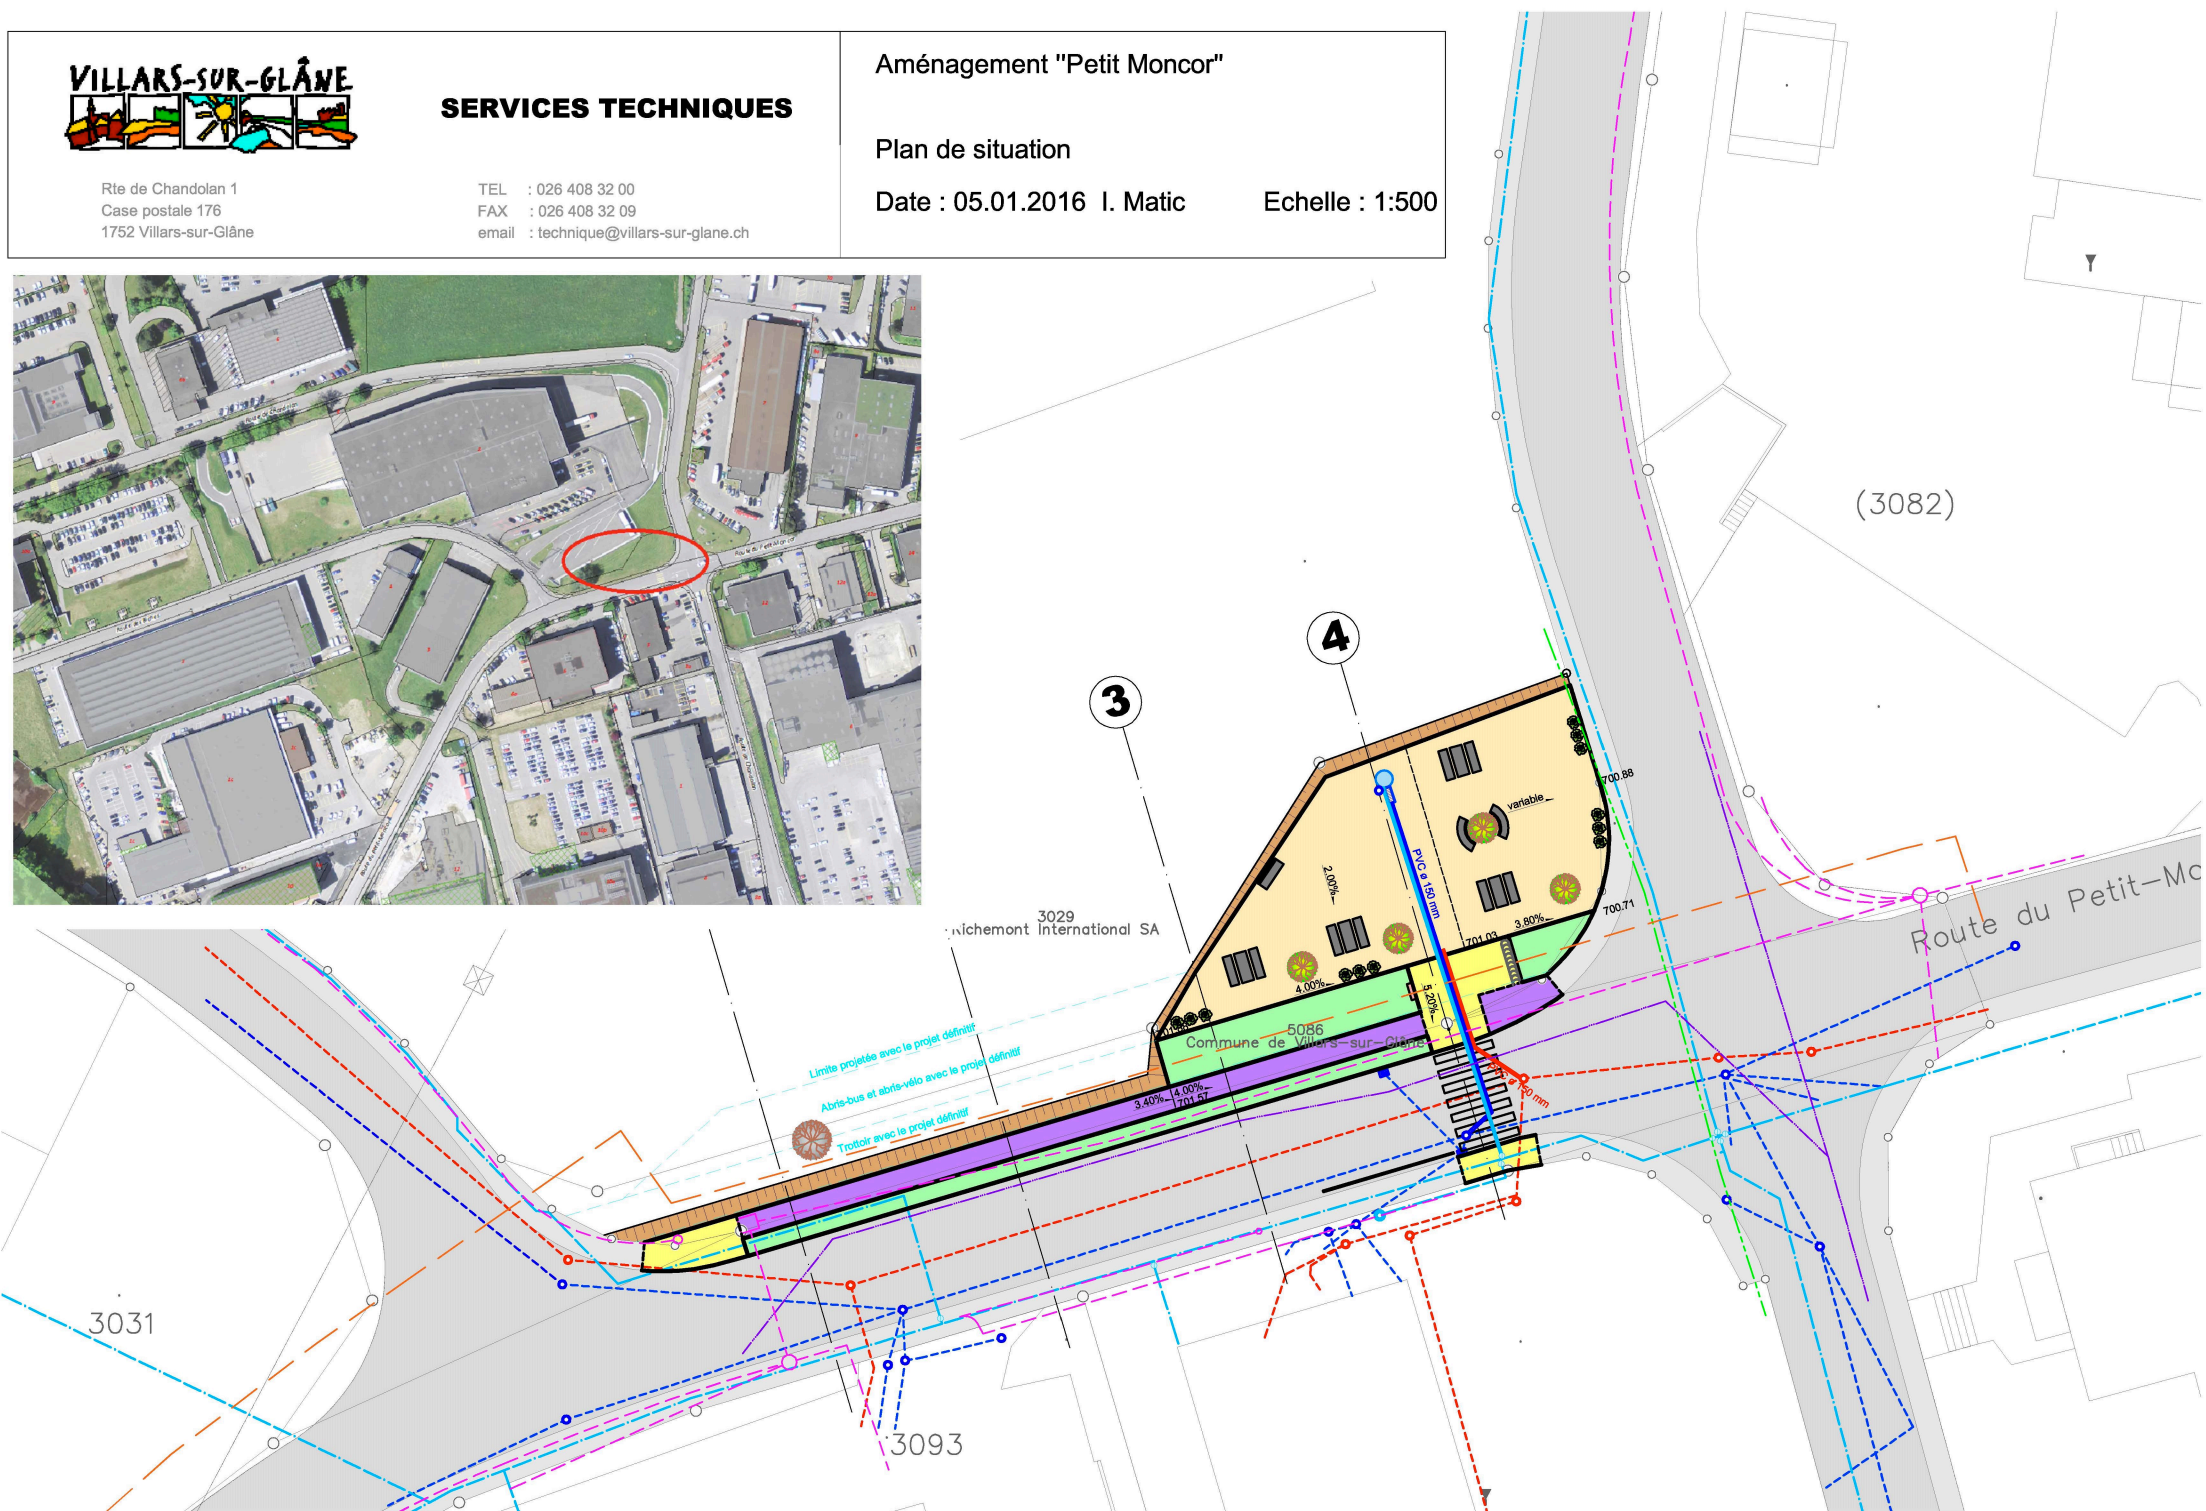 VILLARS-SUR-GLÂNE
SERVICES TECHNIQUES
Rte de Chandolan 1
Case postale 176
1752 Villars-sur-Glâne
TEL : 026 408 32 00
FAX : 026 408 32 09
email : technique@villars-sur-glane.ch
Aménagement "Petit Moncor"
Plan de situation
Date : 05.01.2016 I. Matic
Echelle : 1:500
(3082)
4
3
700.88
variable
2.00%
PVC ø 150 mm
700.71
3.80%
701.03
4.00%
5.20%
3029
Richemont International SA
Route du Petit-Mo
5086
Commune de Villars-sur-Glâne
Limite projetée avec le projet définitif
Abris-bus et abris-vélo avec le projet définitif
Trottoir avec le projet définitif
3.40%
4.00%
701.57
PVC ø 150 mm
3031
3093